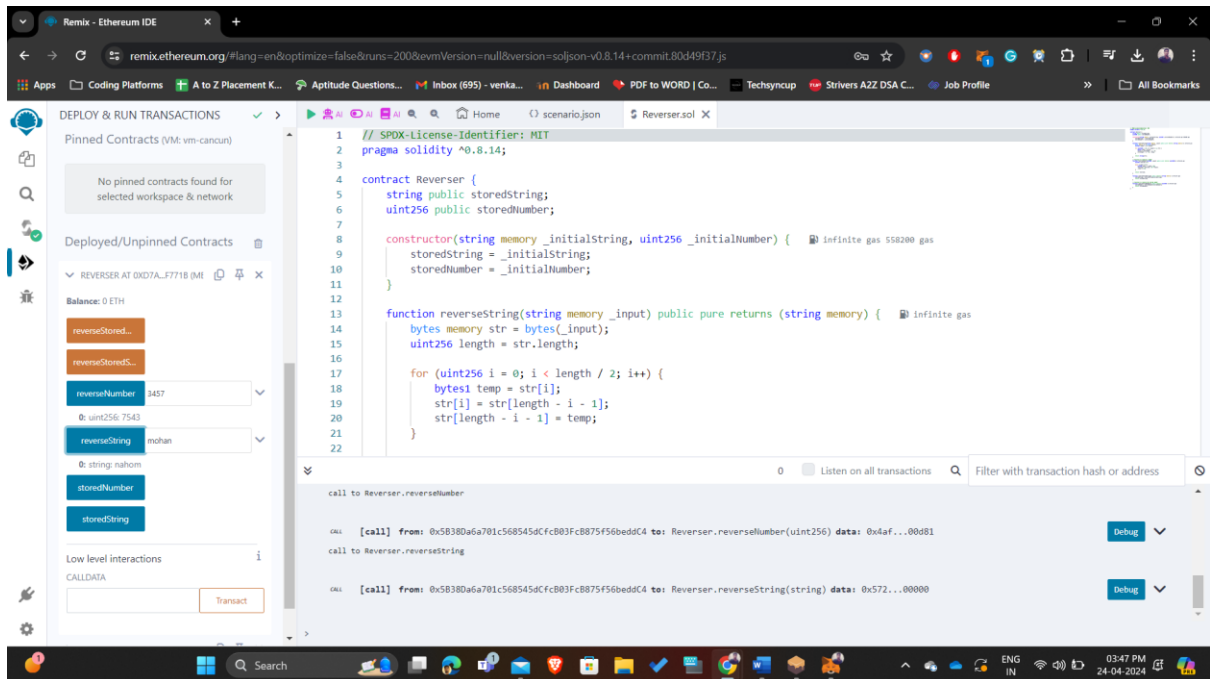 Remix - Ethereum IDE
remix.ethereum.org/#lang=en&optimize=false&runs=200&evmVersion=null&version=soljson-v0.8.14+commit.80d49f37.js
Apps Coding Platforms A to Z Placement K... Aptitude Questions... Inbox (695) - venka... Dashboard PDF to WORD | Co... Techsyncup Strivers A2Z DSA C... Job Profile » All Bookmarks
DEPLOY & RUN TRANSACTIONS
AI AI AI Home scenario.json Reverser.sol
Pinned Contracts (VM: vm-cancun)
No pinned contracts found for
selected workspace & network
Deployed/Unpinned Contracts
REVERSER AT 0XD7A...F771B (ME
Balance: 0 ETH
reverseStored...
reverseStoredS...
reverseNumber 3457
0: uint256: 7543
reverseString mohan
0: string: nahom
storedNumber
storedString
Low level interactions i
CALLDATA
Transact
1 // SPDX-License-Identifier: MIT
2 pragma solidity ^0.8.14;
3
4 contract Reverser {
5 string public storedString;
6 uint256 public storedNumber;
7
8 constructor(string memory _initialString, uint256 _initialNumber) { infinite gas 558200 gas
9 storedString = _initialString;
10 storedNumber = _initialNumber;
11 }
12
13 function reverseString(string memory _input) public pure returns (string memory) { infinite gas
14 bytes memory str = bytes(_input);
15 uint256 length = str.length;
16
17 for (uint256 i = 0; i < length / 2; i++) {
18 bytes1 temp = str[i];
19 str[i] = str[length - i - 1];
20 str[length - i - 1] = temp;
21 }
22
0 Listen on all transactions Filter with transaction hash or address
call to Reverser.reverseNumber
CALL [call] from: 0x5B38Da6a701c568545dCfcB03FcB875f56beddC4 to: Reverser.reverseNumber(uint256) data: 0x4af...00d81 Debug
call to Reverser.reverseString
CALL [call] from: 0x5B38Da6a701c568545dCfcB03FcB875f56beddC4 to: Reverser.reverseString(string) data: 0x572...00000 Debug
>
Search
ENG
IN
03:47 PM
24-04-2024